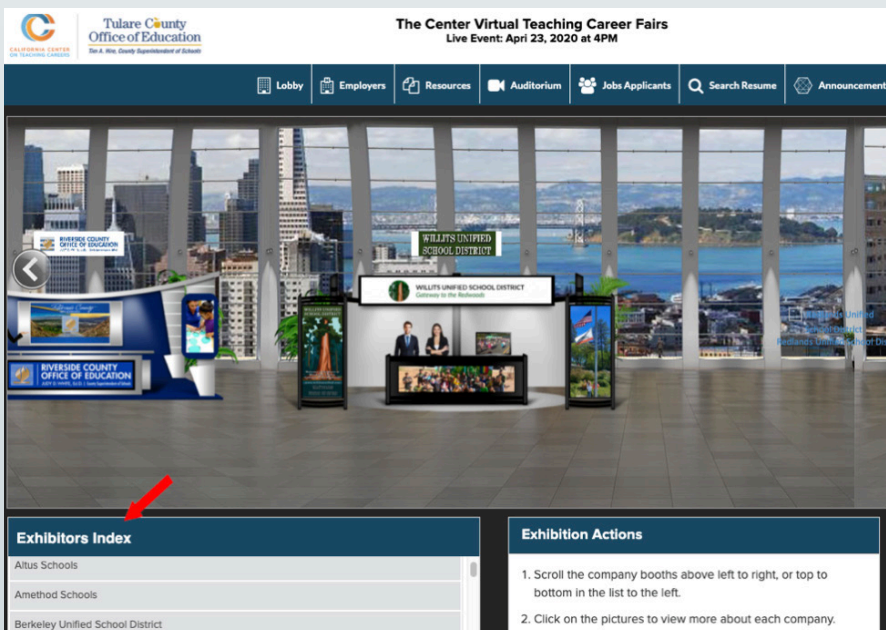 CALIFORNIA CENTER
ON TEACHING CAREERS
Tulare County
Office of Education
Tim A. Hire, County Superintendent of Schools
The Center Virtual Teaching Career Fairs
Live Event: Apri 23, 2020 at 4PM
Lobby
Employers
Resources
Auditorium
Jobs Applicants
Search Resume
Announcement
RIVERSIDE COUNTY
OFFICE OF EDUCATION
WILLITS UNIFIED
SCHOOL DISTRICT
WILLITS UNIFIED SCHOOL DISTRICT
Gateway to the Redwoods
RIVERSIDE COUNTY
OFFICE OF EDUCATION
Unified
School District
Redlands Unified School Dis
Exhibitors Index
Altus Schools
Amethod Schools
Berkeley Unified School District
Exhibition Actions
1. Scroll the company booths above left to right, or top to
bottom in the list to the left.
2. Click on the pictures to view more about each company.